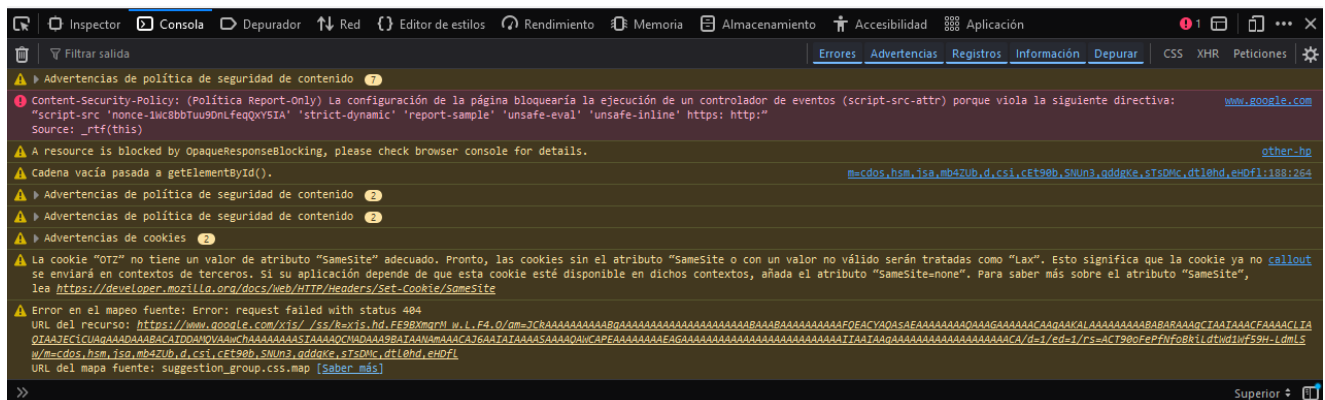 Inspector Consola Depurador Red Editor de estilos Rendimiento Memoria Almacenamiento Accesibilidad Aplicación 1
Filtrar salida Errores Advertencias Registros Información Depurar CSS XHR Peticiones
Advertencias de política de seguridad de contenido 7
Content-Security-Policy: (Política Report-Only) La configuración de la página bloquearía la ejecución de un controlador de eventos (script-src-attr) porque viola la siguiente directiva: www.google.com
"script-src 'nonce-1Wc8bbTuu9DnLfeqQxY5IA' 'strict-dynamic' 'report-sample' 'unsafe-eval' 'unsafe-inline' https: http:"
Source: _rtf(this)
A resource is blocked by OpaqueResponseBlocking, please check browser console for details. other-hp
Cadena vacía pasada a getElementById(). m=cdos,hsm,jsa,mb4ZUb,d,csi,cEt90b,SNUn3,qddgKe,sTsDMc,dtl0hd,eHDfl:188:264
Advertencias de política de seguridad de contenido 2
Advertencias de política de seguridad de contenido 2
Advertencias de cookies 2
La cookie "OTZ" no tiene un valor de atributo "SameSite" adecuado. Pronto, las cookies sin el atributo "SameSite o con un valor no válido serán tratadas como "Lax". Esto significa que la cookie ya no callout
se enviará en contextos de terceros. Si su aplicación depende de que esta cookie esté disponible en dichos contextos, añada el atributo "SameSite=none". Para saber más sobre el atributo "SameSite",
lea https://developer.mozilla.org/docs/Web/HTTP/Headers/Set-Cookie/SameSite
Error en el mapeo fuente: Error: request failed with status 404
URL del recurso:
w/m=cdos,hsm,jsa,mb4ZUb,d,csi,cEt90b,SNUn3,qddgKe,sTsDMc,dtl0hd,eHDfl
URL del mapa fuente: suggestion_group.css.map [Saber más]
Superior